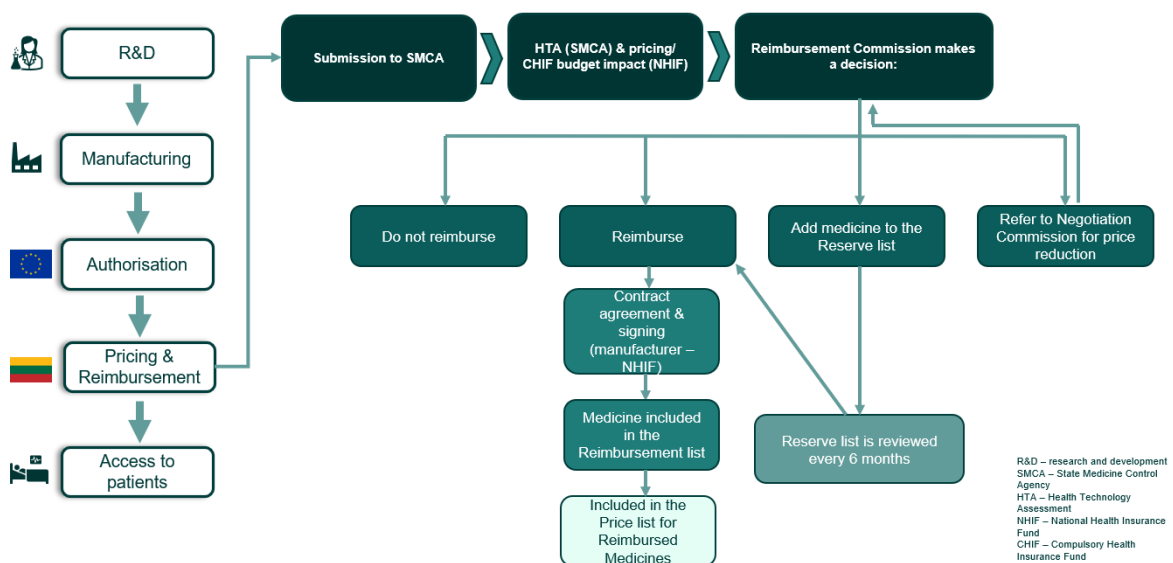 R&D
Manufacturing
Authorisation
Pricing &
Reimbursement
Access to
patients
Submission to SMCA
HTA (SMCA) & pricing/
CHIF budget impact (NHIF)
Reimbursement Commission makes
a decision:
Do not reimburse
Reimburse
Add medicine to the
Reserve list
Refer to Negotiation
Commission for price
reduction
Contract
agreement &
signing
(manufacturer –
NHIF)
Medicine included
in the
Reimbursement list
Included in the
Price list for
Reimbursed
Medicines
Reserve list is reviewed
every 6 months
R&D – research and development
SMCA – State Medicine Control
Agency
HTA – Health Technology
Assessment
NHIF – National Health Insurance
Fund
CHIF – Compulsory Health
Insurance Fund